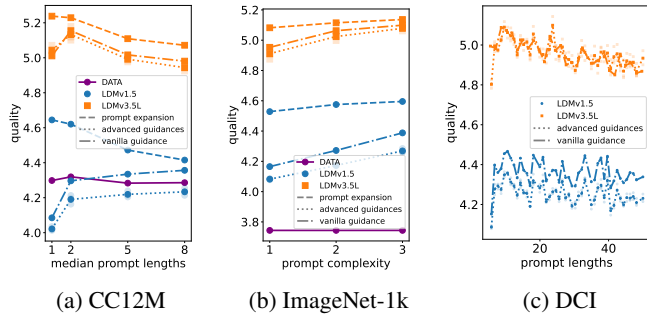 5.2
5.0
4.8
4.6
4.4
4.2
4.0
quality
DATA
LDMv1.5
LDMv3.5L
prompt expansion
advanced guidances
vanilla guidance
1 2 5 8
median prompt lengths
(a) CC12M
5.0
4.8
4.6
4.4
4.2
4.0
3.8
quality
DATA
LDMv1.5
LDMv3.5L
prompt expansion
advanced guidances
vanilla guidance
1 2 3
prompt complexity
(b) ImageNet-1k
5.0
4.8
4.6
4.4
4.2
quality
LDMv1.5
LDMv3.5L
advanced guidances
vanilla guidance
20 40
prompt lengths
(c) DCI